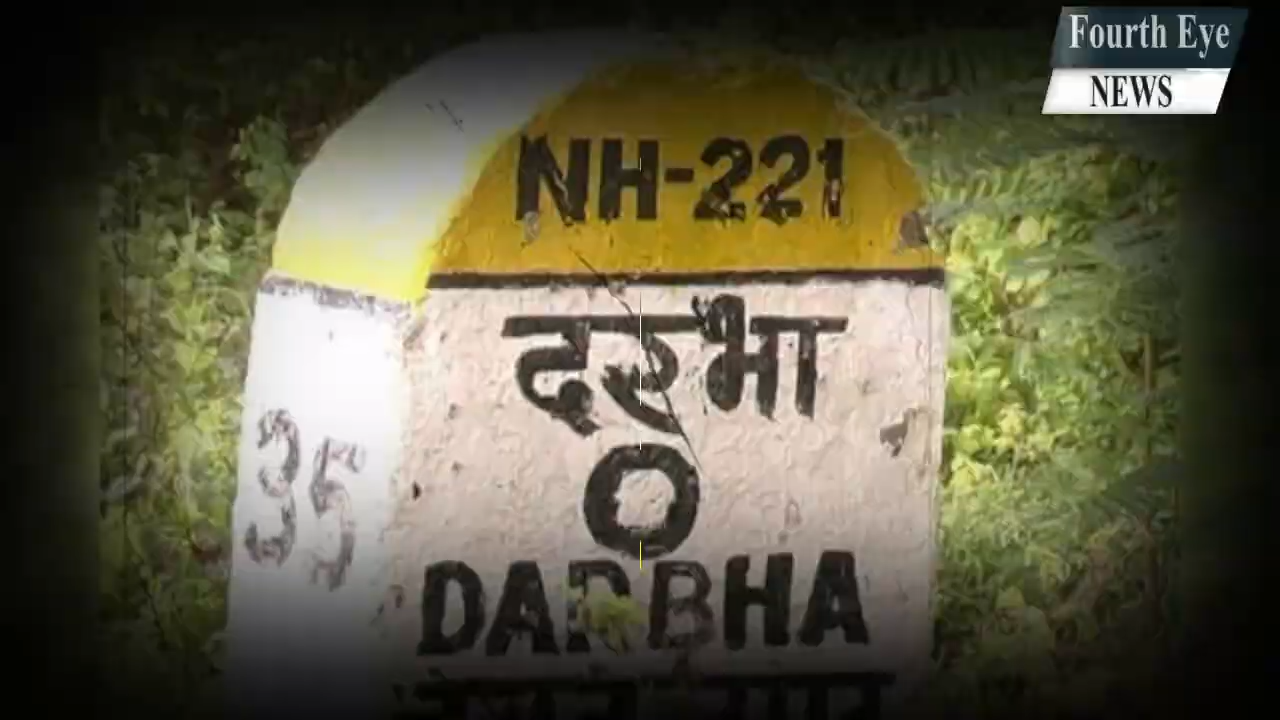 Fourth Eye
NEWS
NH-221
दरभा
0
DARBHA
35